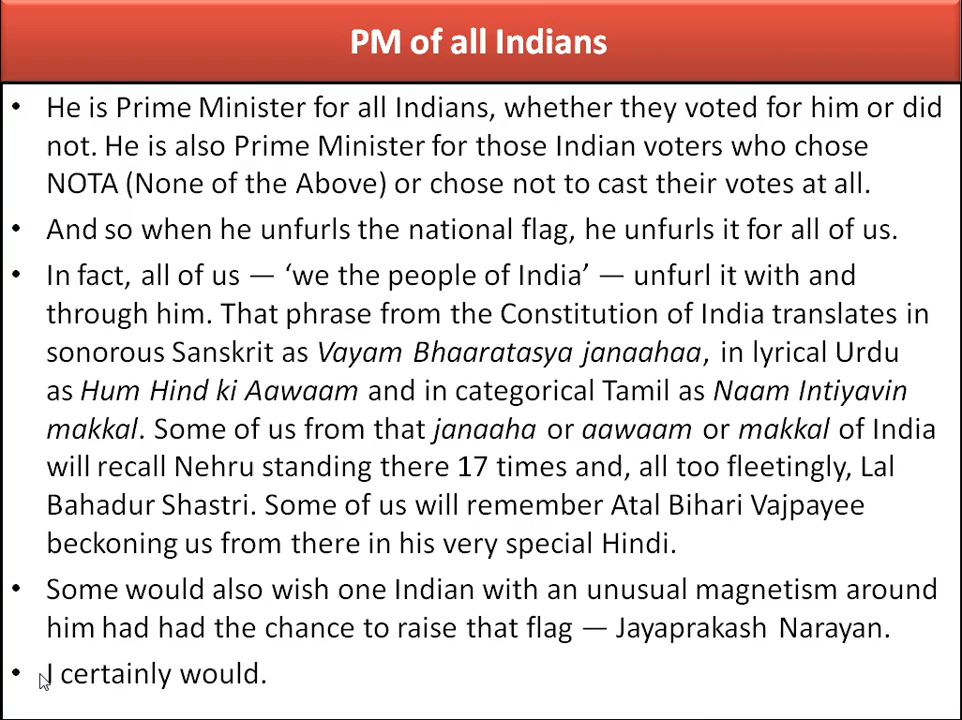 PM of all Indians
• He is Prime Minister for all Indians, whether they voted for him or did
not. He is also Prime Minister for those Indian voters who chose
NOTA (None of the Above) or chose not to cast their votes at all.
• And so when he unfurls the national flag, he unfurls it for all of us.
• In fact, all of us — ‘we the people of India’ — unfurl it with and
through him. That phrase from the Constitution of India translates in
sonorous Sanskrit as Vayam Bhaaratasya janaahaa, in lyrical Urdu
as Hum Hind ki Aawaam and in categorical Tamil as Naam Intiyavin
makkal. Some of us from that janaaha or aawaam or makkal of India
will recall Nehru standing there 17 times and, all too fleetingly, Lal
Bahadur Shastri. Some of us will remember Atal Bihari Vajpayee
beckoning us from there in his very special Hindi.
• Some would also wish one Indian with an unusual magnetism around
him had had the chance to raise that flag — Jayaprakash Narayan.
• I certainly would.